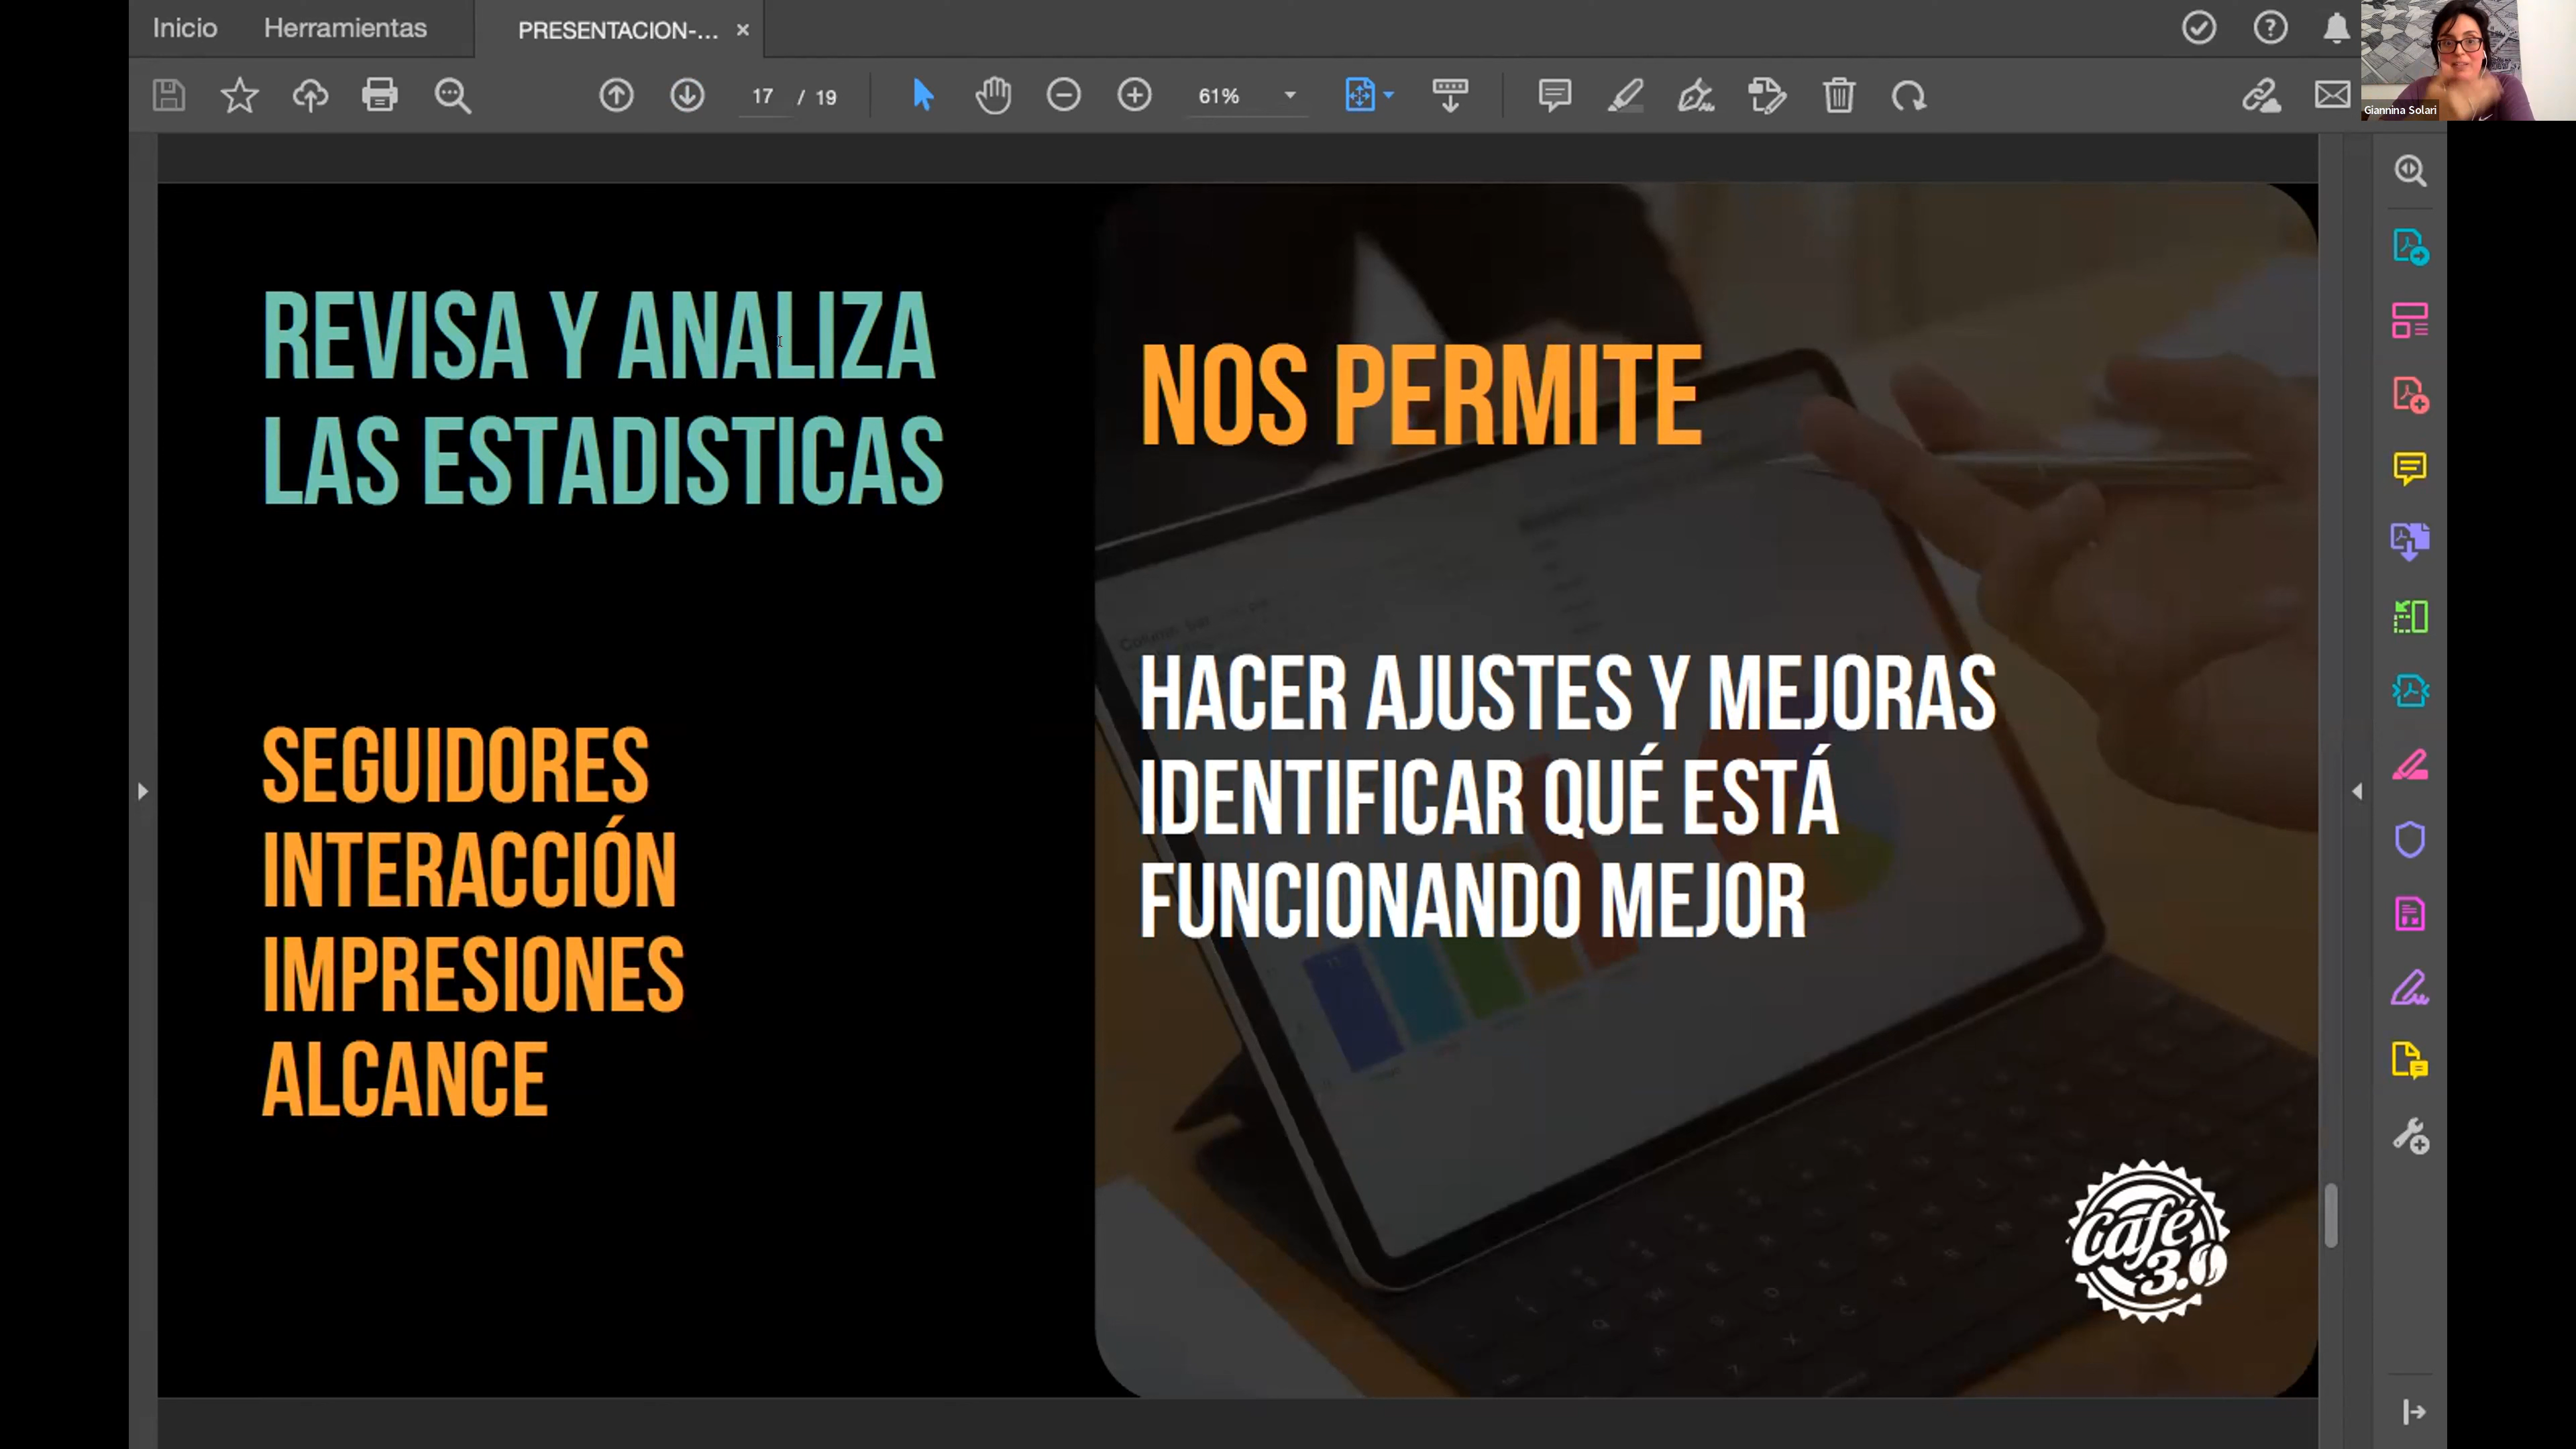 Inicio
Herramientas
PRESENTACION-...
17 / 19
61%
Giannina Solari
REVISA Y ANALIZA
LAS ESTADISTICAS
SEGUIDORES
INTERACCIÓN
IMPRESIONES
ALCANCE
NOS PERMITE
HACER AJUSTES Y MEJORAS
IDENTIFICAR QUÉ ESTÁ
FUNCIONANDO MEJOR
Café
3.0